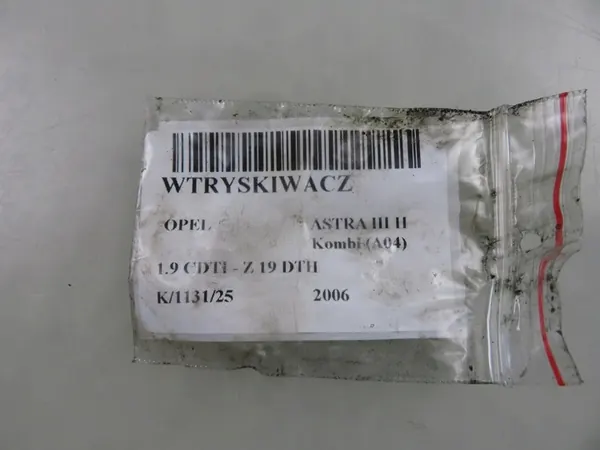 WTRYSKIWACZ
OPEL ASTRA III H
Kombi (A04)
1.9 CDTI - Z 19 DTH
K/1131/25 2006